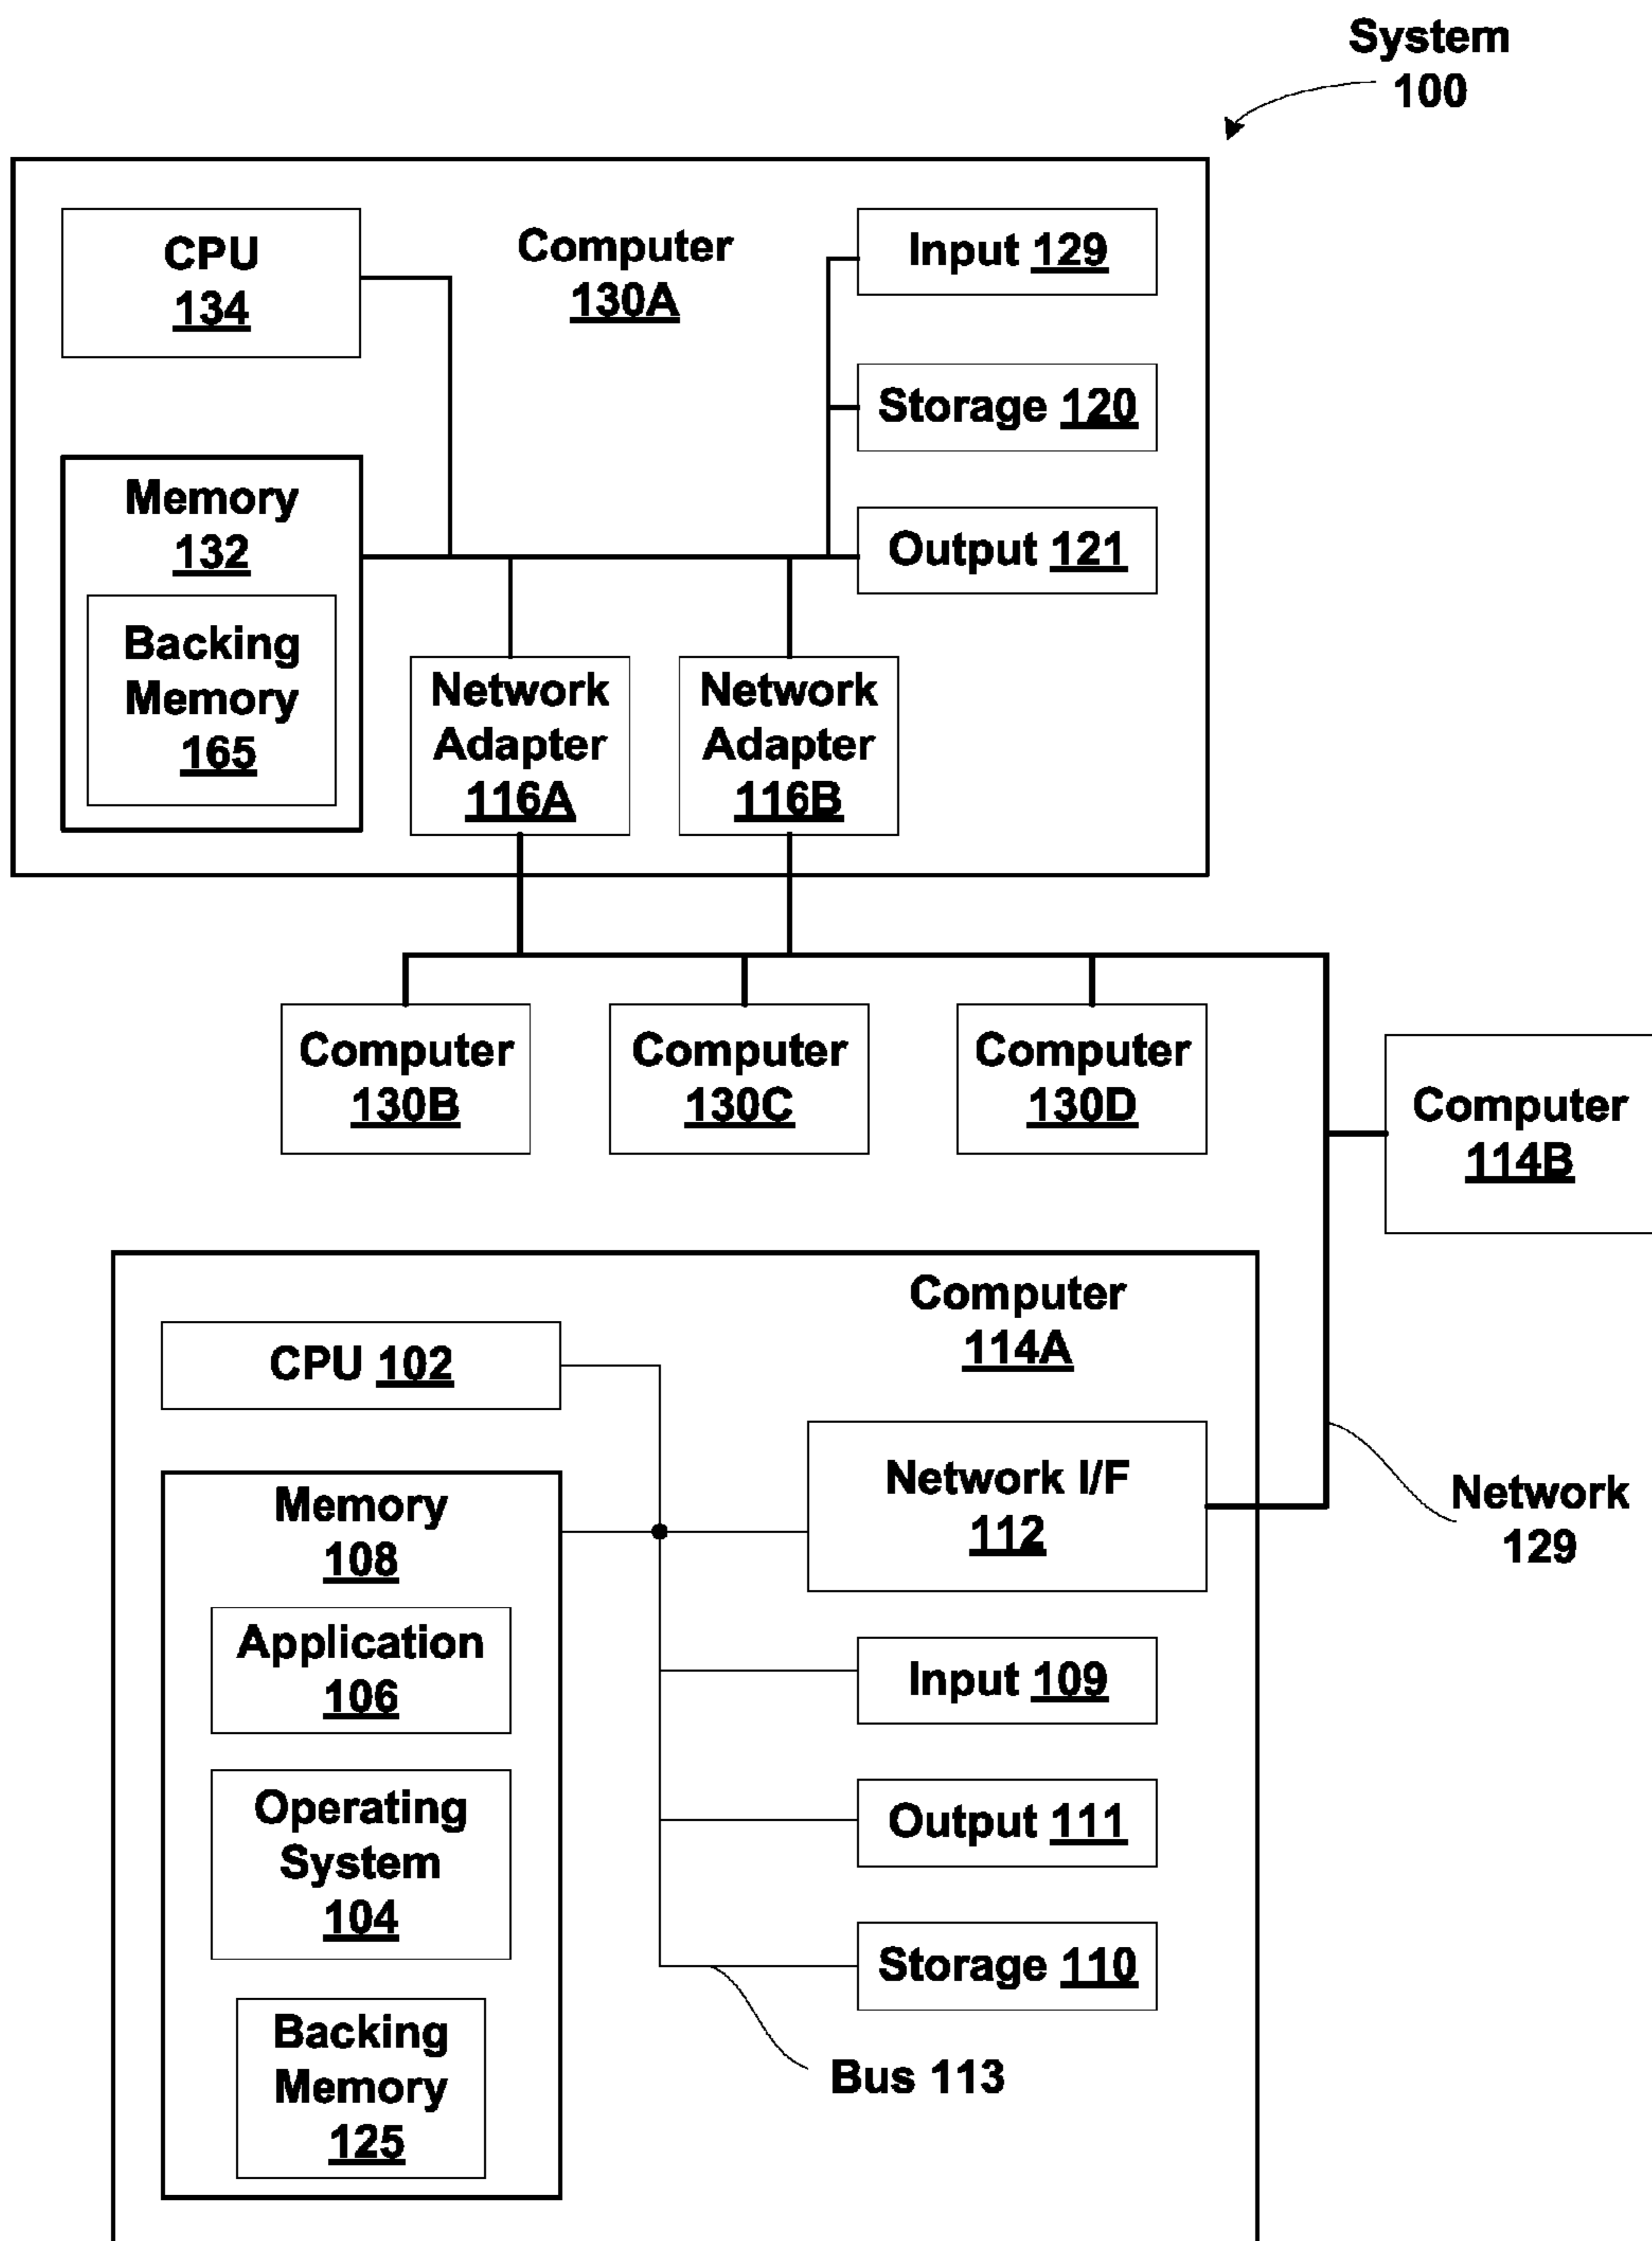 System
100
CPU
134
Computer
130A
Input 129
Storage 120
Output 121
Memory
132
Backing
Memory
165
Network
Adapter
116A
Network
Adapter
116B
Computer
130B
Computer
130C
Computer
130D
Computer
114B
Computer
114A
CPU 102
Network I/F
112
Network
129
Memory
108
Application
106
Operating
System
104
Backing
Memory
125
Input 109
Output 111
Storage 110
Bus 113